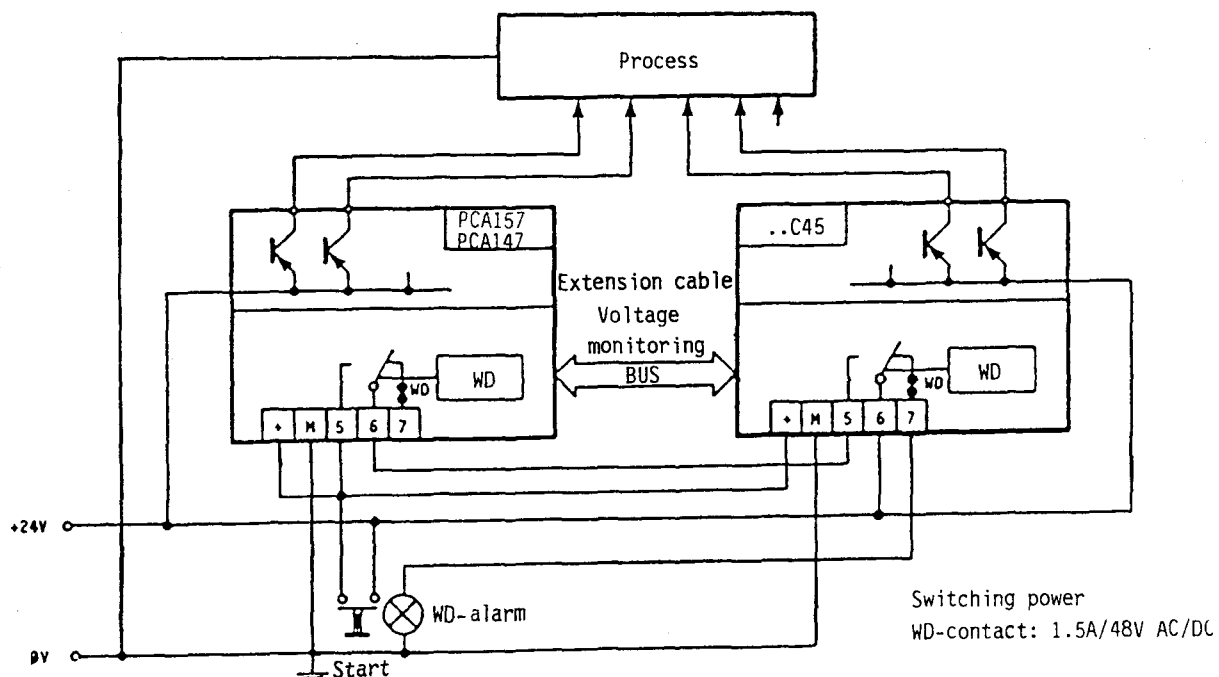 Process
PCA157
PCA147
..C45
Extension cable
Voltage
monitoring
BUS
WD
WD
WD
WD
+ M 5 6 7
+ M 5 6 7
+24V
WD-alarm
Switching power
WD-contact: 1.5A/48V AC/DC
0V
Start